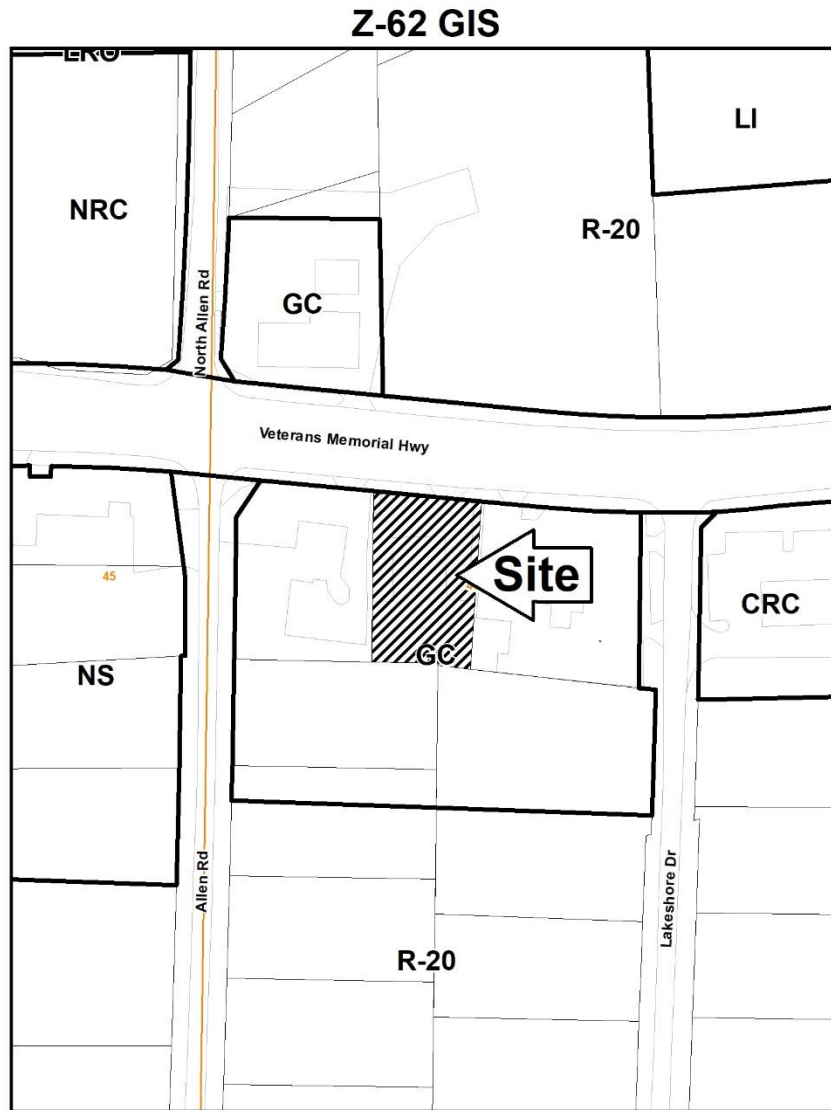 Z-62 GIS
LI
NRC
R-20
GC
North Allen Rd
Veterans Memorial Hwy
Site
45
CRC
GC
NS
Allen Rd
Lakeshore Dr
R-20